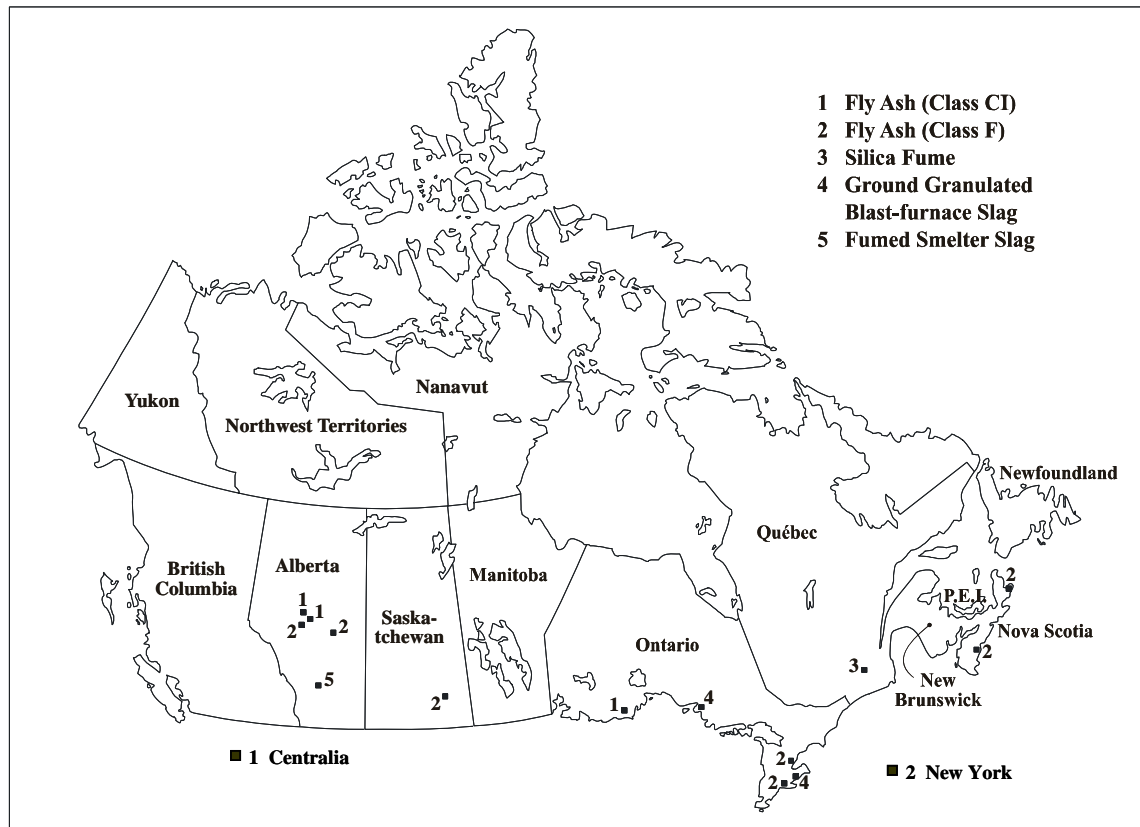 1 Fly Ash (Class CI)
2 Fly Ash (Class F)
3 Silica Fume
4 Ground Granulated
Blast-furnace Slag
5 Fumed Smelter Slag
Yukon
Nanavut
Northwest Territories
Newfoundland
Québec
British
Columbia
Alberta
Manitoba
1
1
2
2
5
Saska-
tchewan
2
Ontario
1
4
3
P.E.I.
2
Nova Scotia
2
New
Brunswick
2
2
4
1 Centralia
2 New York